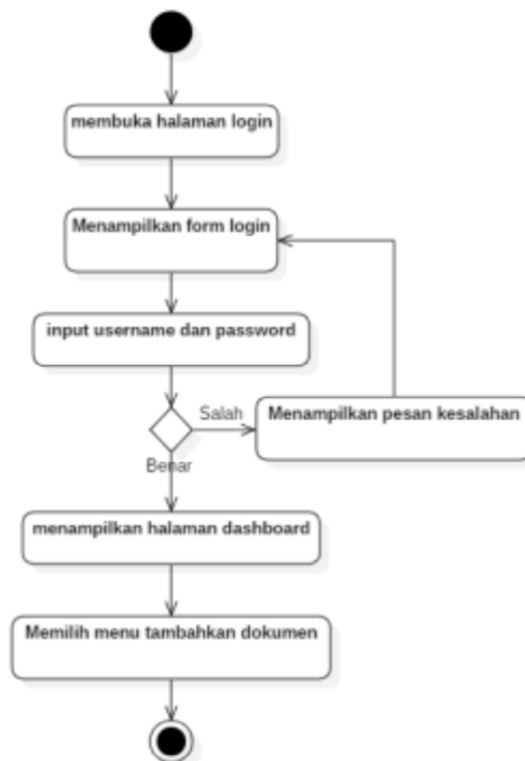 membuka halaman login
Menampilkan form login
input username dan password
Salah
Menampilkan pesan kesalahan
Benar
menampilkan halaman dashboard
Memilih menu tambahkan dokumen